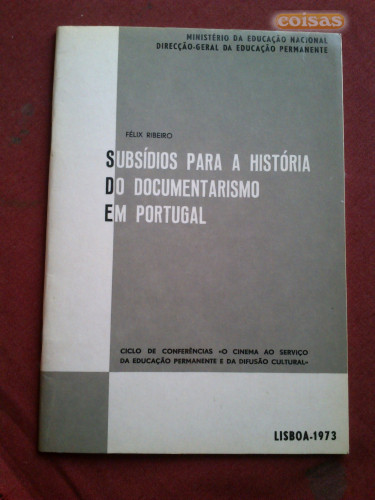 coisas
MINISTÉRIO DA EDUCAÇÃO NACIONAL
DIRECÇÃO-GERAL DA EDUCAÇÃO PERMANENTE
FÉLIX RIBEIRO
SUBSÍDIOS PARA A HISTÓRIA
DO DOCUMENTARISMO
EM PORTUGAL
CICLO DE CONFERÊNCIAS «O CINEMA AO SERVIÇO
DA EDUCAÇÃO PERMANENTE E DA DIFUSÃO CULTURAL»
LISBOA-1973